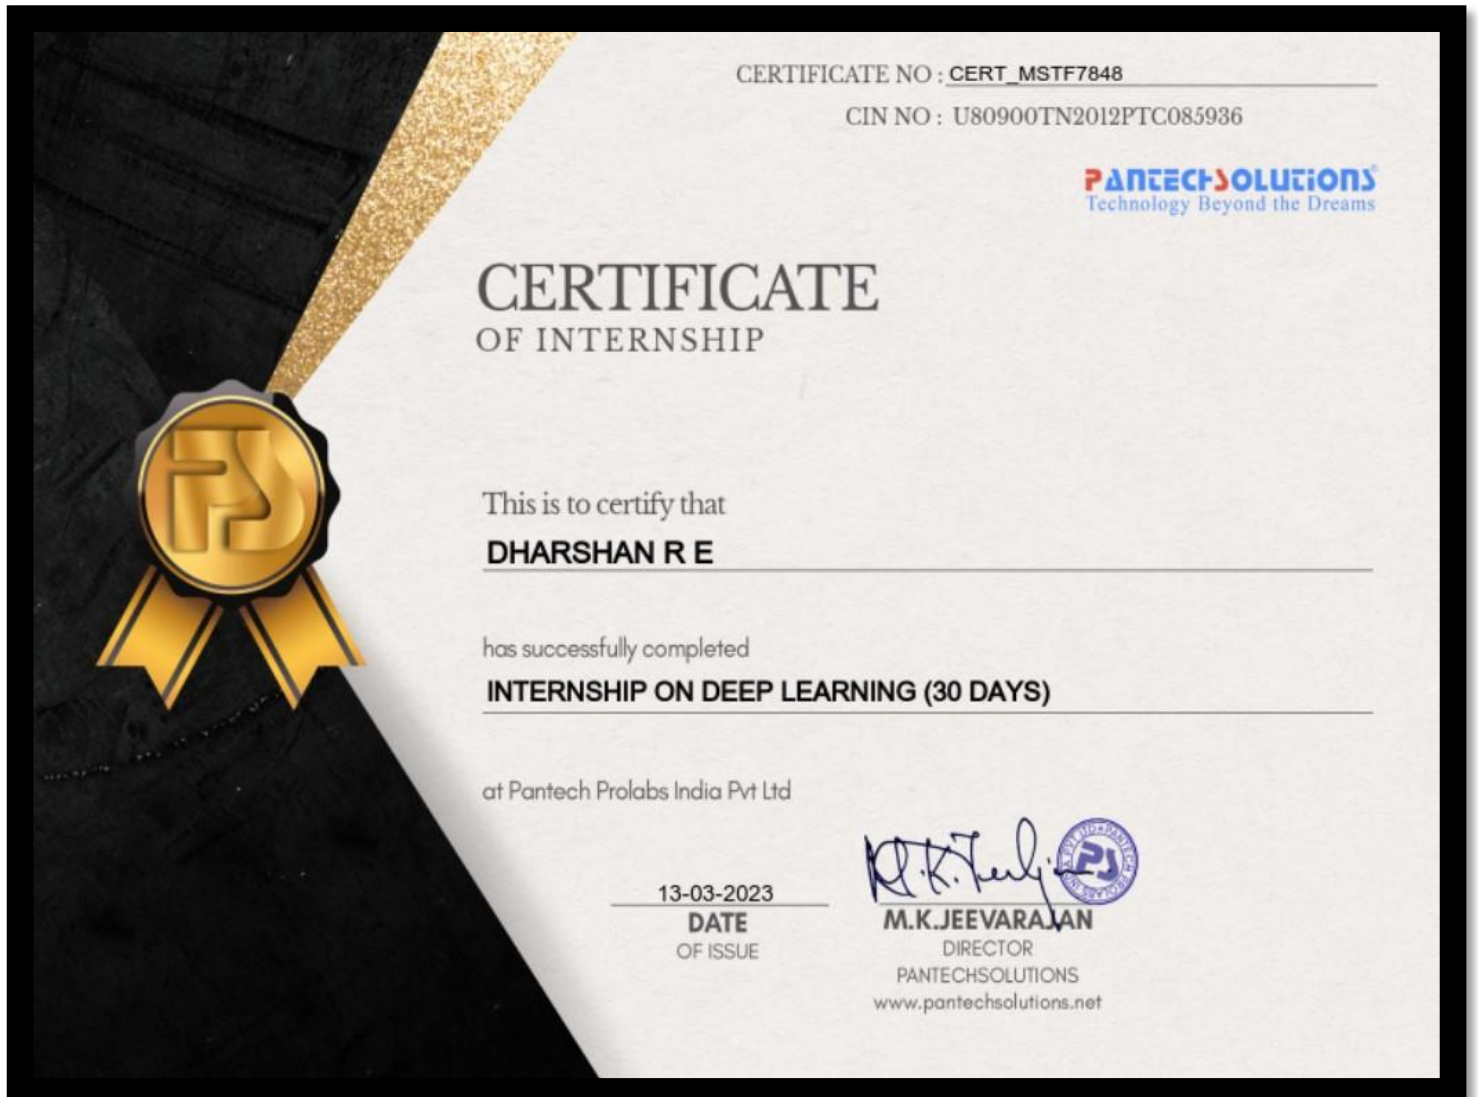 CERTIFICATE NO : CERT_MSTF7848
CIN NO : U80900TN2012PTC085936
PANTECHSOLUTIONS
Technology Beyond the Dreams
CERTIFICATE
OF INTERNSHIP
This is to certify that
DHARSHAN R E
has successfully completed
INTERNSHIP ON DEEP LEARNING (30 DAYS)
at Pantech Prolabs India Pvt Ltd
13-03-2023
DATE
OF ISSUE
M.K.JEEVARAJAN
DIRECTOR
PANTECHSOLUTIONS
www.pantechsolutions.net